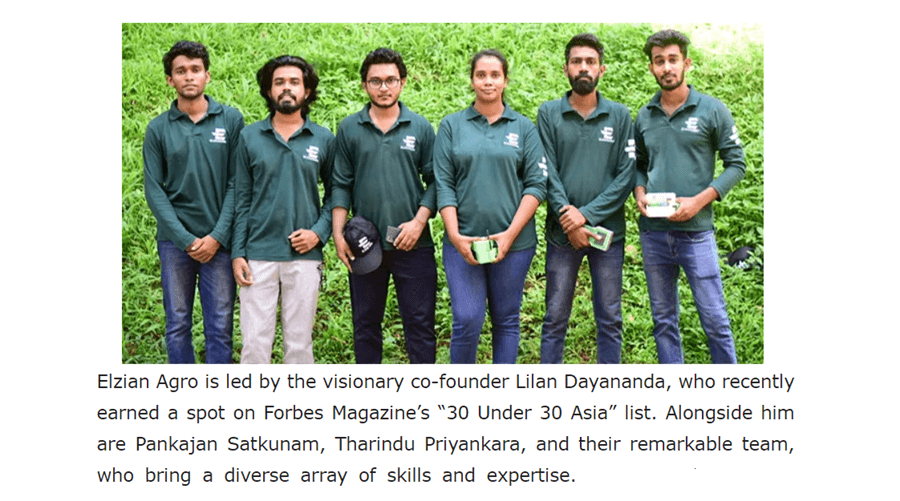 Elzian Agro is led by the visionary co-founder Lilan Dayananda, who recently
earned a spot on Forbes Magazine’s “30 Under 30 Asia” list. Alongside him
are Pankajan Satkunam, Tharindu Priyankara, and their remarkable team,
who bring a diverse array of skills and expertise.